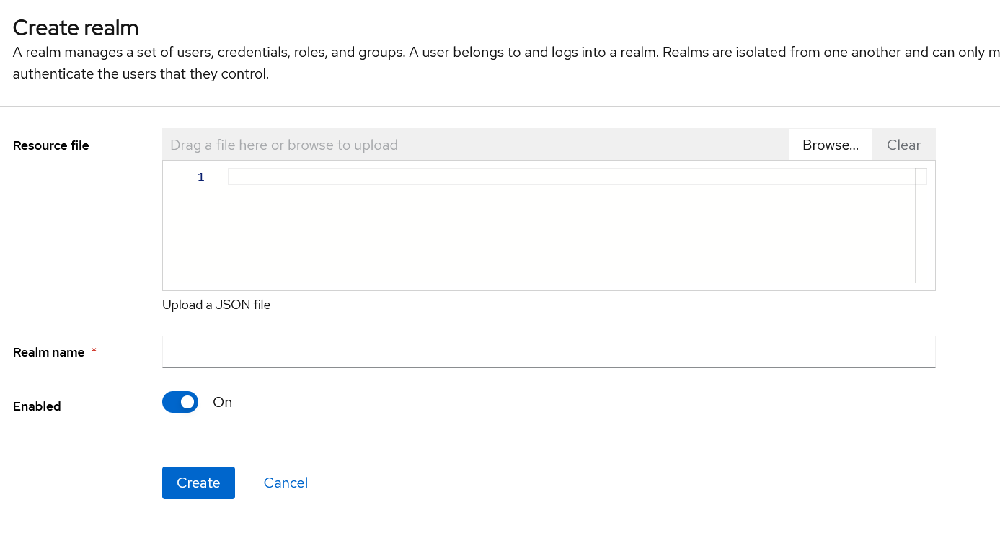 Create realm
A realm manages a set of users, credentials, roles, and groups. A user belongs to and logs into a realm. Realms are isolated from one another and can only m
authenticate the users that they control.
Resource file
Drag a file here or browse to upload
Browse...
Clear
1
Upload a JSON file
Realm name *
Enabled
On
Create
Cancel